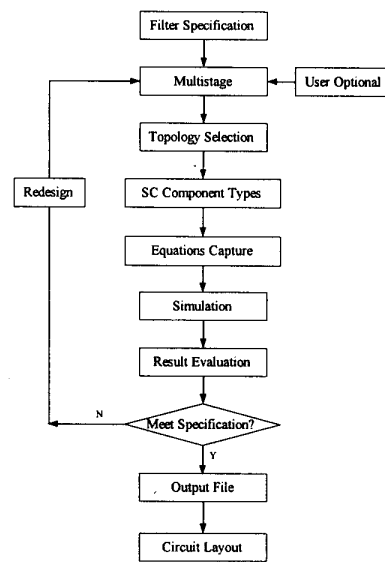 Filter Specification
Multistage
User Optional
Topology Selection
Redesign
SC Component Types
Equations Capture
Simulation
Result Evaluation
N
Meet Specification?
Y
Output File
Circuit Layout